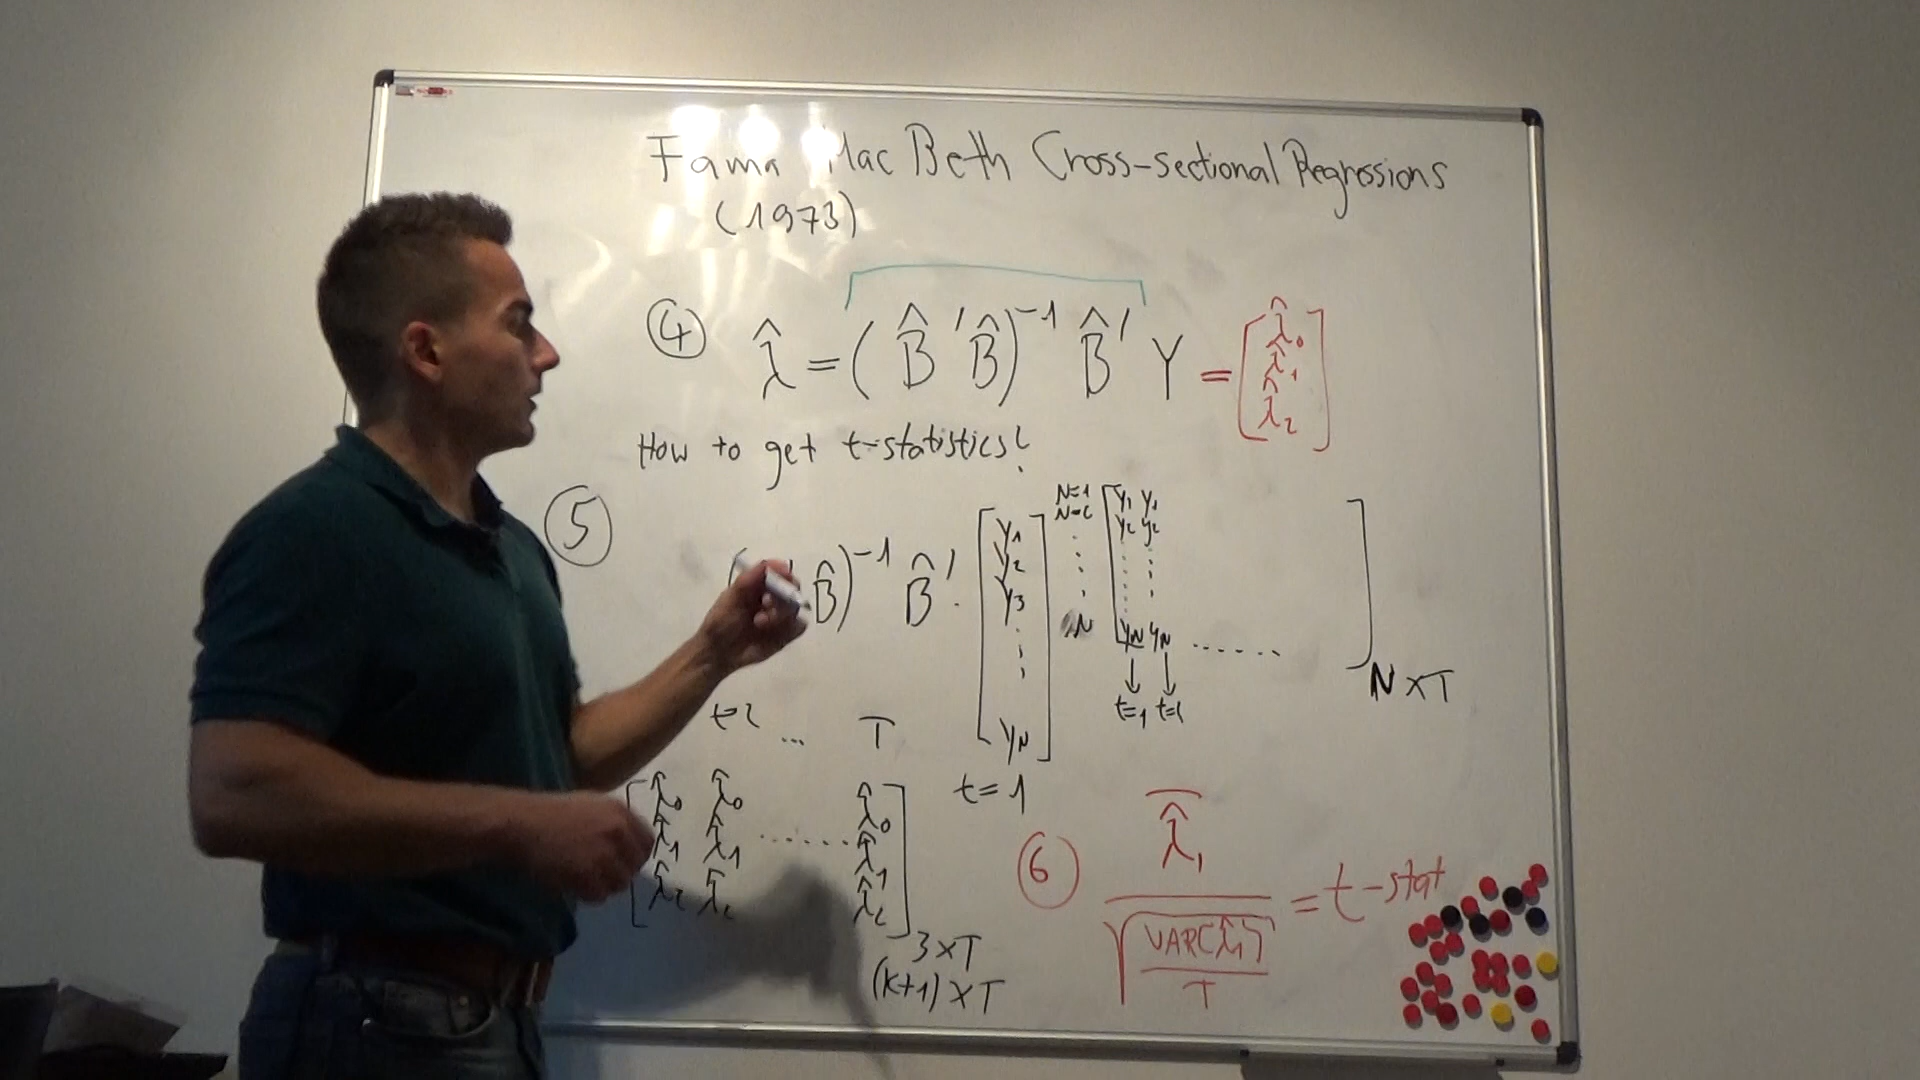 Fama MacBeth Cross-sectional Regressions
(1973)
④ λ̂ = (B̂'B̂)⁻¹ B̂' Y = [λ̂₀ λ̂₁ λ̂₂]
How to get t-statistics?
⑤
B̂)⁻¹ B̂' · [y₁ y₂ y₃ ⋮ yN]
t=1
N=1
N=2
⋮
N
[y₁ y₁
y₂ y₂
⋮ ⋮
yN yN ......] N×T
↓ ↓
t=1 t=2
t=2 ... T
[λ̂₀ λ̂₀ λ̂₀
λ̂₁ λ̂₁ ...... λ̂₁
λ̂₂ λ̂₂ λ̂₂]
3×T
(k+1)×T
⑥ λ̂̄₁ / √(VAR(λ̂₁)/T) = t-stat